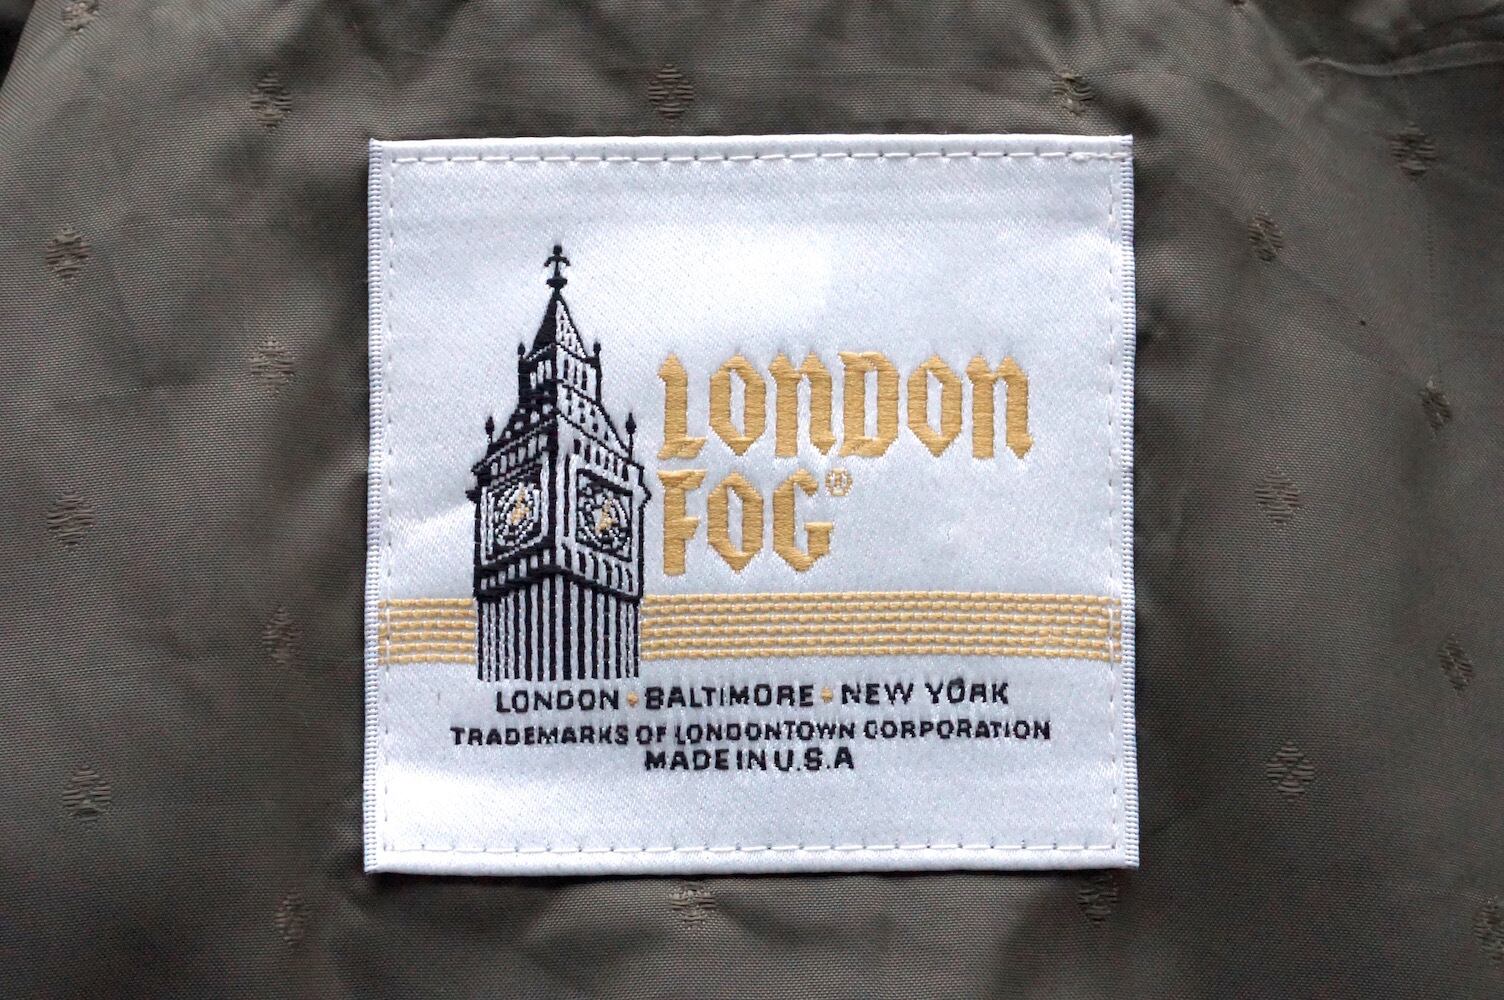 LONDON
FOG®
LONDON • BALTIMORE • NEW YORK
TRADEMARKS OF LONDONTOWN CORPORATION
MADE IN U.S.A